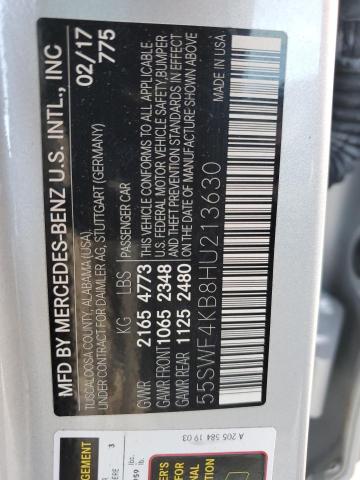 MFD BY MERCEDES-BENZ U.S. INTL., INC
TUSCALOOSA COUNTY, ALABAMA (USA),
UNDER CONTRACT FOR DAIMLER AG, STUTTGART (GERMANY)
02/17
775
KG LBS PASSENGER CAR
GVWR 2165 4773 THIS VEHICLE CONFORMS TO ALL APPLICABLE
GAWR FRONT 1065 2348 U.S. FEDERAL MOTOR VEHICLE SAFETY, BUMPER
GAWR REAR 1125 2480 AND THEFT PREVENTION STANDARDS IN EFFECT
ON THE DATE OF MANUFACTURE SHOWN ABOVE
55SWF4KB8HU213630
MADE IN USA
A 205 584 19 03
3
959
lb.